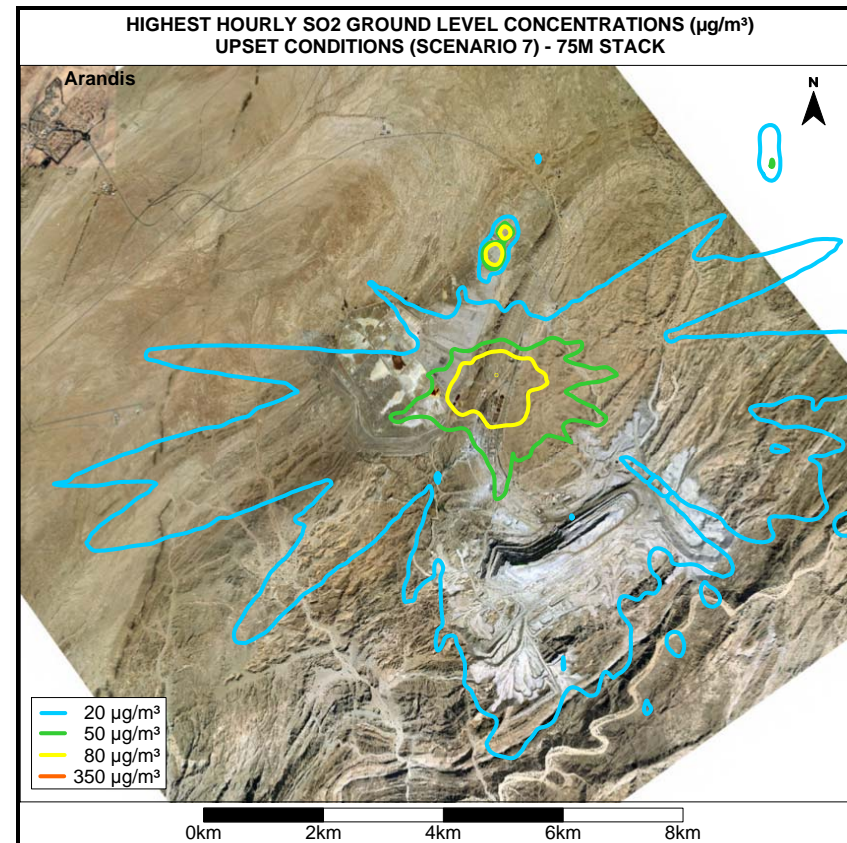 HIGHEST HOURLY SO2 GROUND LEVEL CONCENTRATIONS (µg/m³)
UPSET CONDITIONS (SCENARIO 7) - 75M STACK
Arandis
N
20 µg/m³
50 µg/m³
80 µg/m³
350 µg/m³
0km 2km 4km 6km 8km